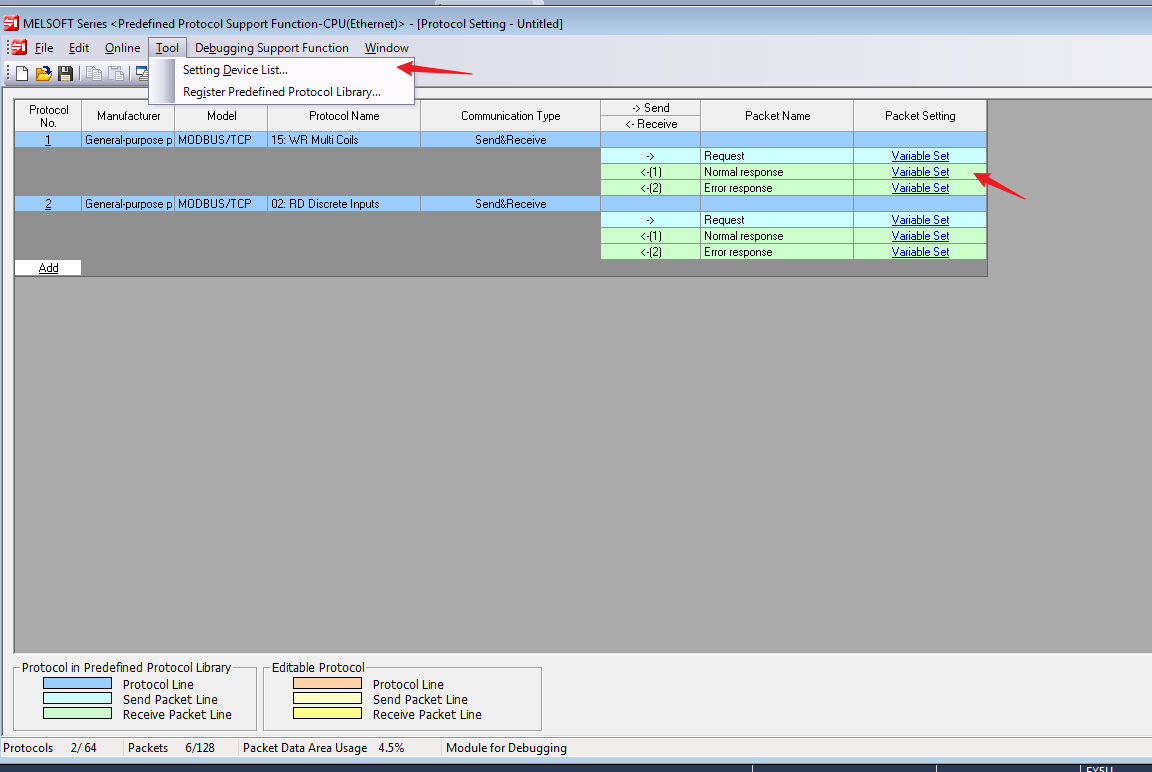 MELSOFT Series <Predefined Protocol Support Function-CPU(Ethernet)> - [Protocol Setting - Untitled]
File Edit Online Tool Debugging Support Function Window
Setting Device List...
Register Predefined Protocol Library...
Protocol No. Manufacturer Model Protocol Name Communication Type -> Send <- Receive Packet Name Packet Setting
1 General-purpose p MODBUS/TCP 15: WR Multi Coils Send&Receive
-> Request Variable Set
<-(1) Normal response Variable Set
<-(2) Error response Variable Set
2 General-purpose p MODBUS/TCP 02: RD Discrete Inputs Send&Receive
-> Request Variable Set
<-(1) Normal response Variable Set
<-(2) Error response Variable Set
Add
Protocol in Predefined Protocol Library
Protocol Line
Send Packet Line
Receive Packet Line
Editable Protocol
Protocol Line
Send Packet Line
Receive Packet Line
Protocols 2/ 64 Packets 6/128 Packet Data Area Usage 4.5% Module for Debugging